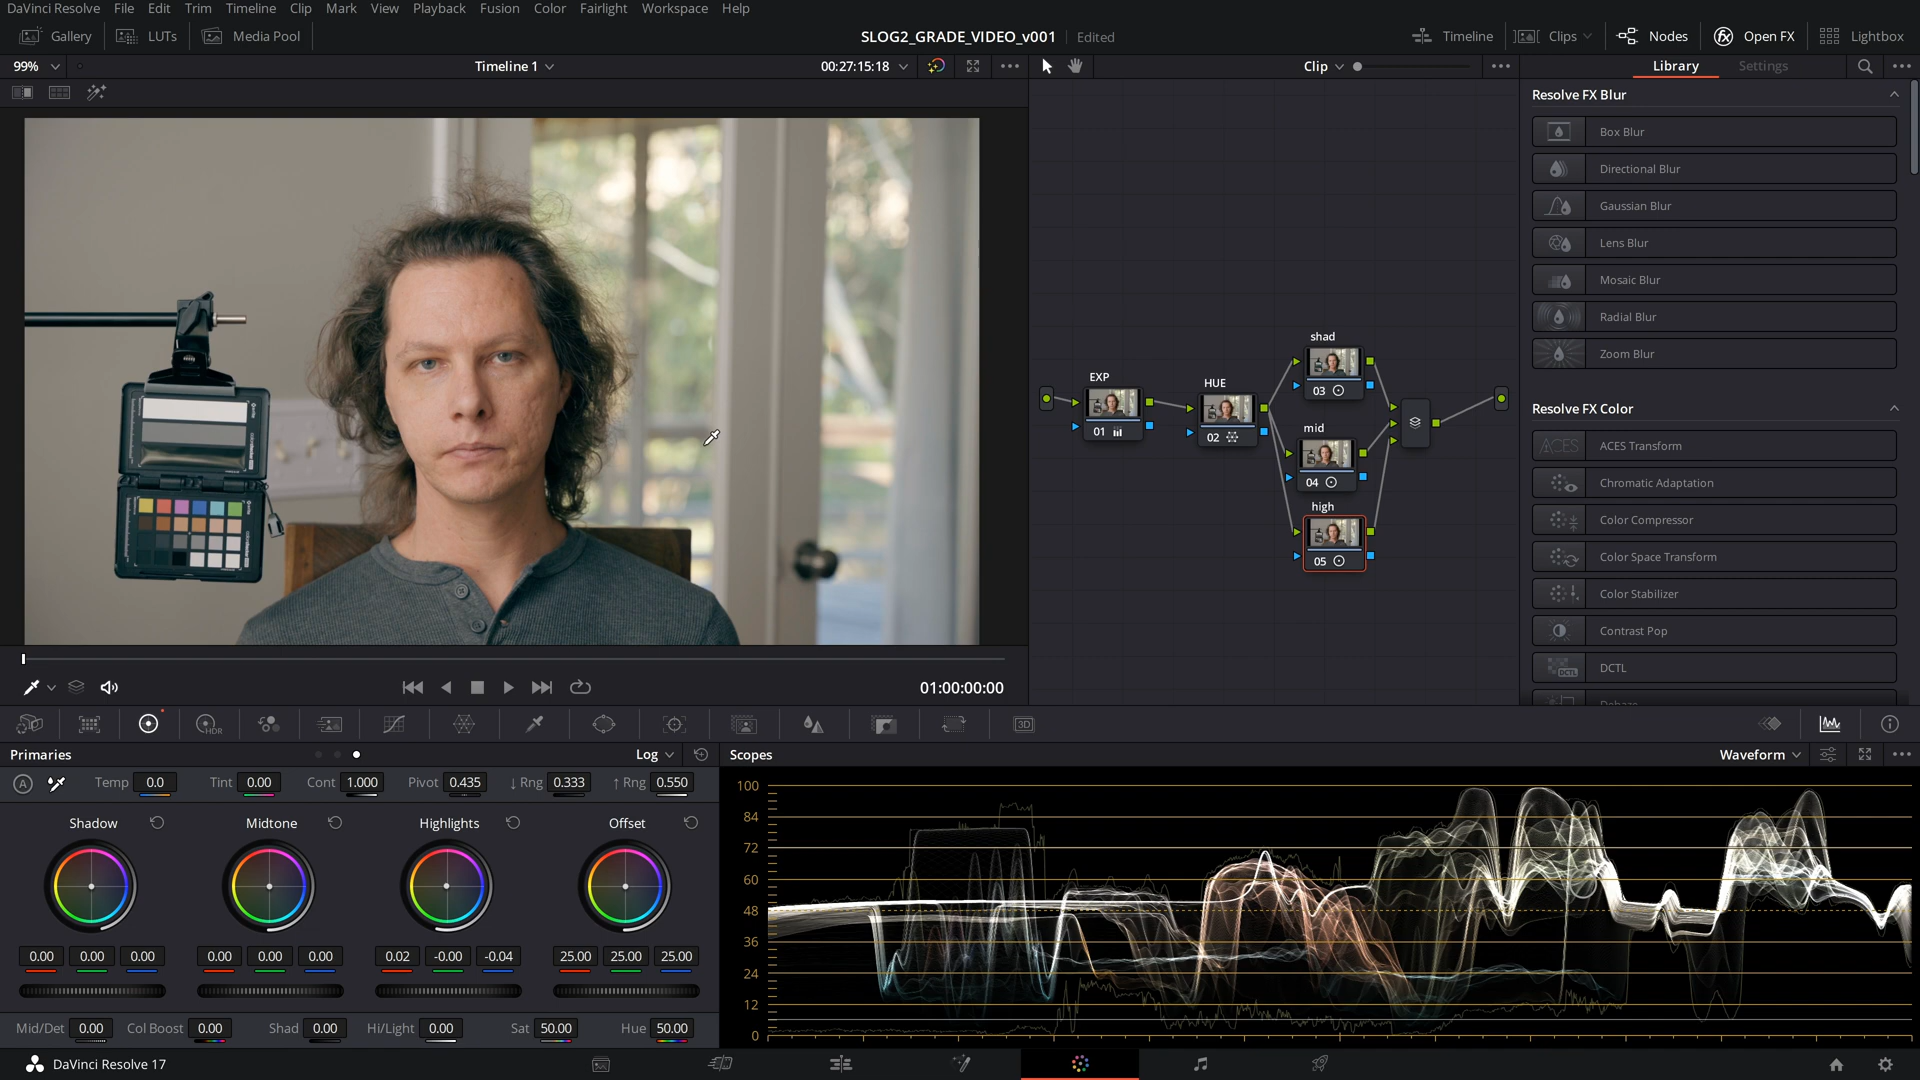 DaVinci Resolve File Edit Trim Timeline Clip Mark View Playback Fusion Color Fairlight Workspace Help
Gallery LUTs Media Pool SLOG2_GRADE_VIDEO_v001 Edited Timeline Clips Nodes Open FX Lightbox
99% Timeline 1 00:27:15:18 Clip Library Settings
Resolve FX Blur
Box Blur
Directional Blur
Gaussian Blur
Lens Blur
Mosaic Blur
Radial Blur
Zoom Blur
Resolve FX Color
ACES ACES Transform
Chromatic Adaptation
Color Compressor
Color Space Transform
Color Stabilizer
Contrast Pop
DCTL DCTL
EXP
01
HUE
02
shad
03
mid
04
high
05
01:00:00:00
HDR 3D
Primaries Log Scopes Waveform
A Temp 0.0 Tint 0.00 Cont 1.000 Pivot 0.435 ↓ Rng 0.333 ↑ Rng 0.550
Shadow Midtone Highlights Offset
0.00 0.00 0.00 0.00 0.00 0.00 0.02 -0.00 -0.04 25.00 25.00 25.00
Mid/Det 0.00 Col Boost 0.00 Shad 0.00 Hi/Light 0.00 Sat 50.00 Hue 50.00
100
84
72
60
48
36
24
12
0
DaVinci Resolve 17